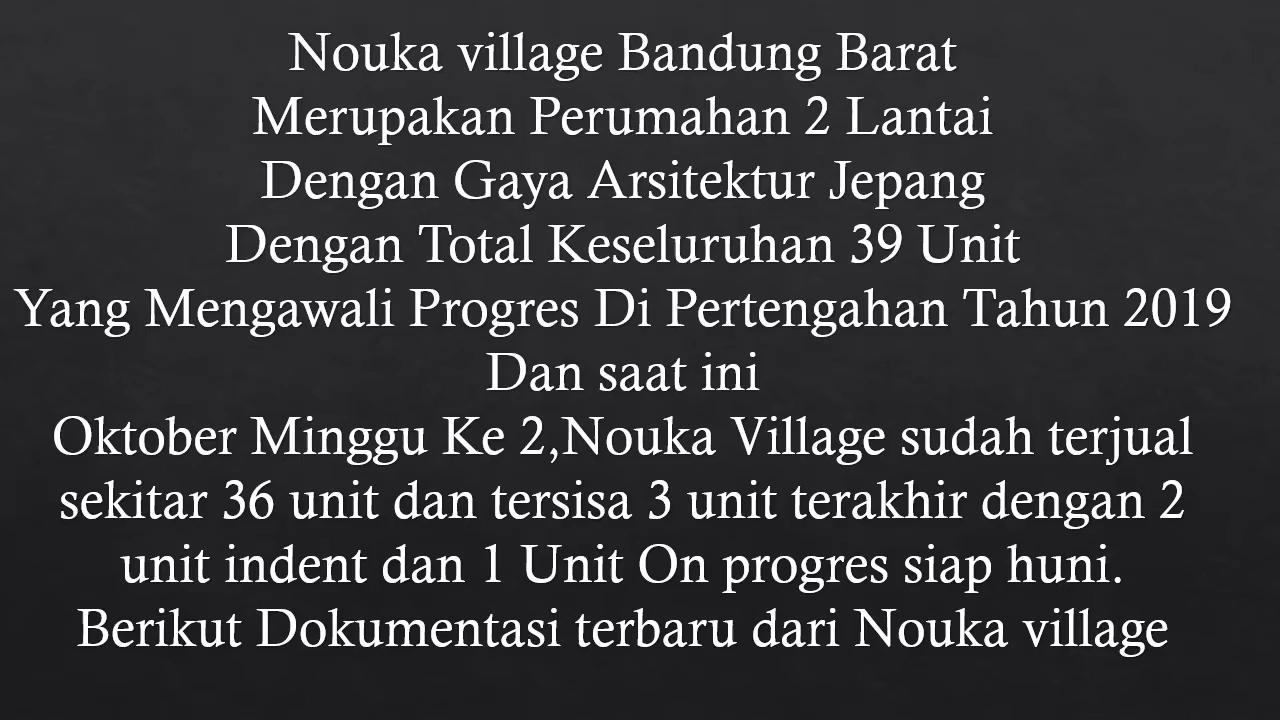 Nouka village Bandung Barat
Merupakan Perumahan 2 Lantai
Dengan Gaya Arsitektur Jepang
Dengan Total Keseluruhan 39 Unit
Yang Mengawali Progres Di Pertengahan Tahun 2019
Dan saat ini
Oktober Minggu Ke 2,Nouka Village sudah terjual
sekitar 36 unit dan tersisa 3 unit terakhir dengan 2
unit indent dan 1 Unit On progres siap huni.
Berikut Dokumentasi terbaru dari Nouka village